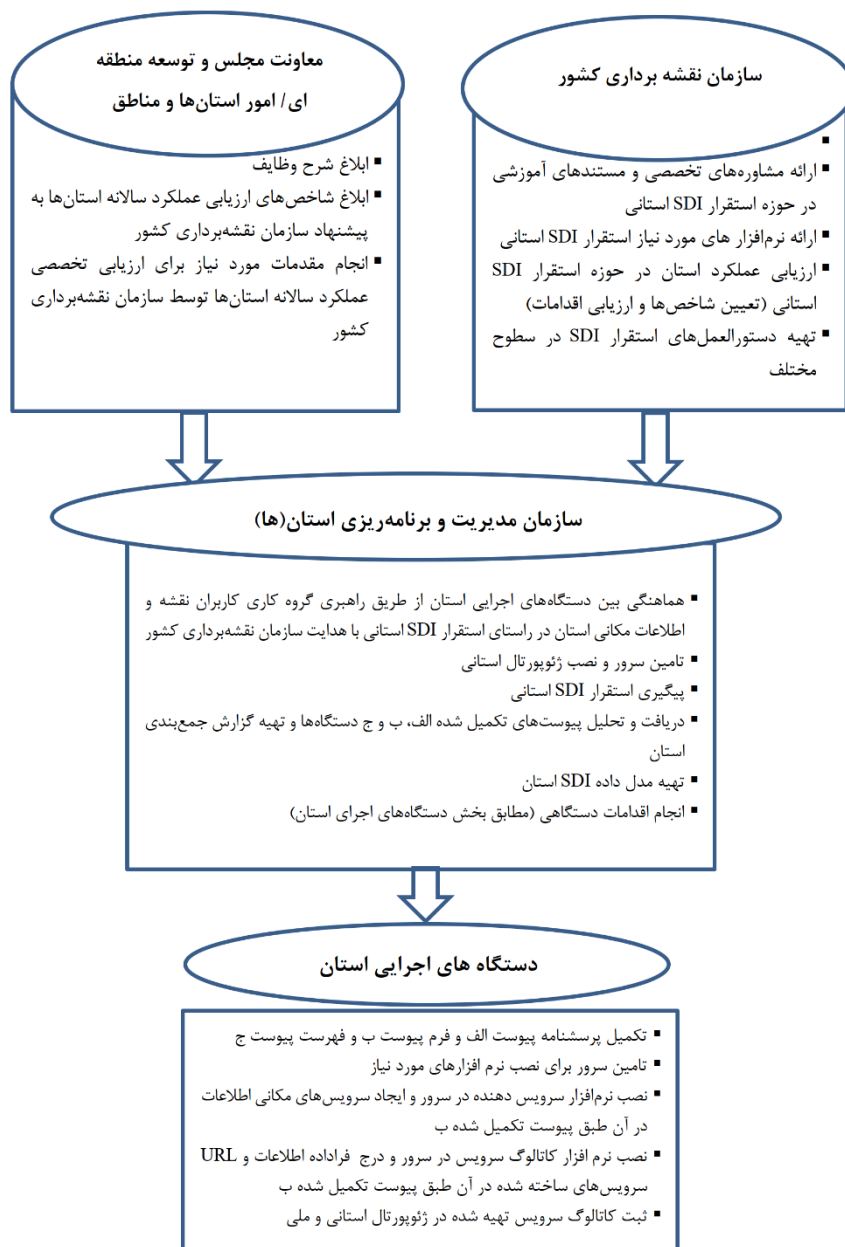 سازمان نقشه برداری کشور
▪
▪ ارائه مشاوره‌های تخصصی و مستندهای آموزشی
در حوزه استقرار SDI استانی
▪ ارائه نرم‌افزار های مورد نیاز استقرار SDI استانی
▪ ارزیابی عملکرد استان در حوزه استقرار SDI
استانی (تعیین شاخص‌ها و ارزیابی اقدامات)
▪ تهیه دستورالعمل‌های استقرار SDI در سطوح
مختلف
معاونت مجلس و توسعه منطقه
ای/ امور استان‌ها و مناطق
▪ ابلاغ شرح وظایف
▪ ابلاغ شاخص‌های ارزیابی عملکرد سالانه استان‌ها به
پیشنهاد سازمان نقشه‌برداری کشور
▪ انجام مقدمات مورد نیاز برای ارزیابی تخصصی
عملکرد سالانه استان‌ها توسط سازمان نقشه‌برداری
کشور
سازمان مدیریت و برنامه‌ریزی استان(ها)
▪ هماهنگی بین دستگاه‌های اجرایی استان از طریق راهبری گروه کاری کاربران نقشه و
اطلاعات مکانی استان در راستای استقرار SDI استانی با هدایت سازمان نقشه‌برداری کشور
▪ تامین سرور و نصب ژئوپورتال استانی
▪ پیگیری استقرار SDI استانی
▪ دریافت و تحلیل پیوست‌های تکمیل شده الف، ب و ج دستگاه‌ها و تهیه گزارش جمع‌بندی
استان
▪ تهیه مدل داده SDI استان
▪ انجام اقدامات دستگاهی (مطابق بخش دستگاه‌های اجرای استان)
دستگاه های اجرایی استان
▪ تکمیل پرسشنامه پیوست الف و فرم پیوست ب و فهرست پیوست ج
▪ تامین سرور برای نصب نرم افزارهای مورد نیاز
▪ نصب نرم‌افزار سرویس دهنده در سرور و ایجاد سرویس‌های مکانی اطلاعات
در آن طبق پیوست تکمیل شده ب
▪ نصب نرم افزار کاتالوگ سرویس در سرور و درج فراداده اطلاعات و URL
سرویس‌های ساخته شده در آن طبق پیوست تکمیل شده ب
▪ ثبت کاتالوگ سرویس تهیه شده در ژئوپورتال استانی و ملی